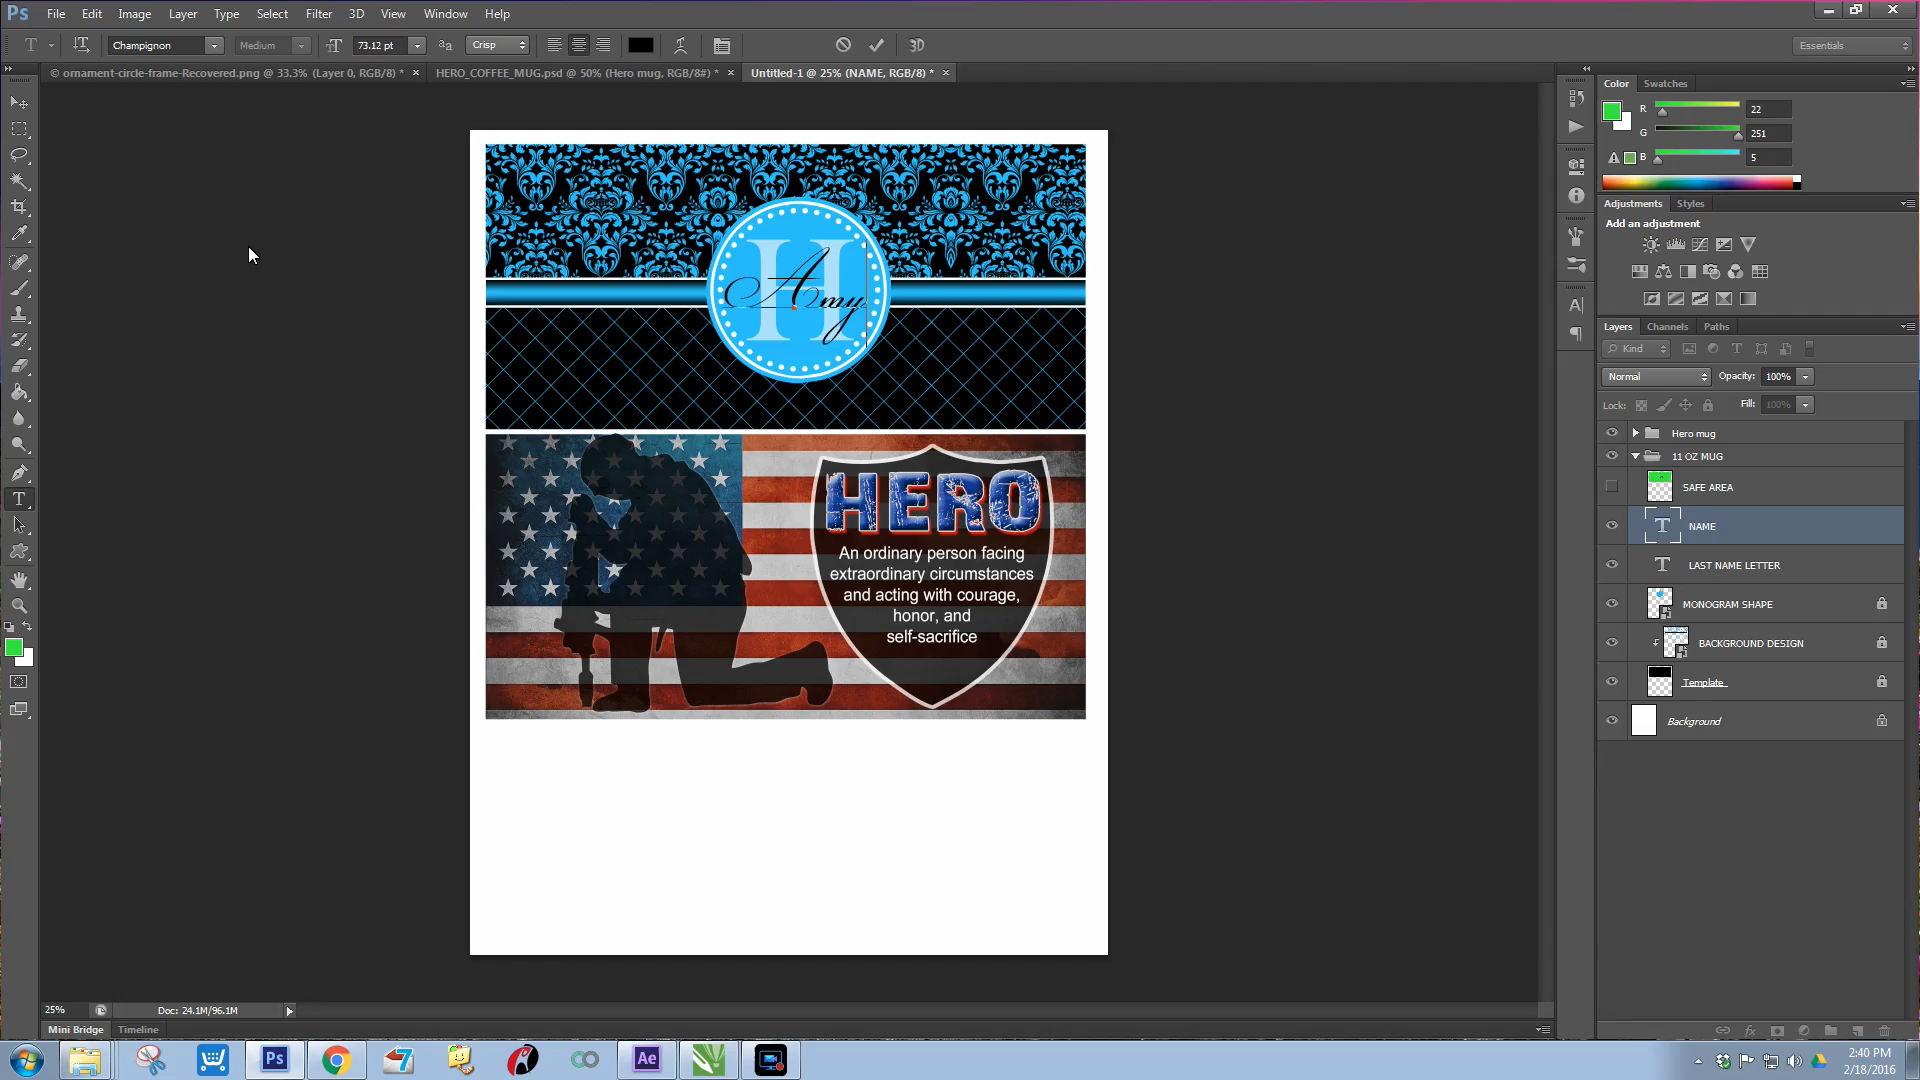 Ps File Edit Image Layer Type Select Filter 3D View Window Help
T Champignon Medium 73.12 pt Crisp 3D Essentials
© ornament-circle-frame-Recovered.png @ 33.3% (Layer 0, RGB/8) * × HERO_COFFEE_MUG.psd @ 50% (Hero mug, RGB/8#) * × Untitled-1 @ 25% (NAME, RGB/8) * ×
Color Swatches
R 22
G 251
B 5
Adjustments Styles
Add an adjustment
Layers Channels Paths
Kind
Normal Opacity: 100%
Lock: Fill: 100%
Hero mug
11 OZ MUG
SAFE AREA
NAME
LAST NAME LETTER
MONOGRAM SHAPE
BACKGROUND DESIGN
Template
Background
H
Amy
HERO
An ordinary person facing
extraordinary circumstances
and acting with courage,
honor, and
self-sacrifice
25% Doc: 24.1M/96.1M
Mini Bridge Timeline
Ps 7 Ae
2:40 PM
2/18/2016